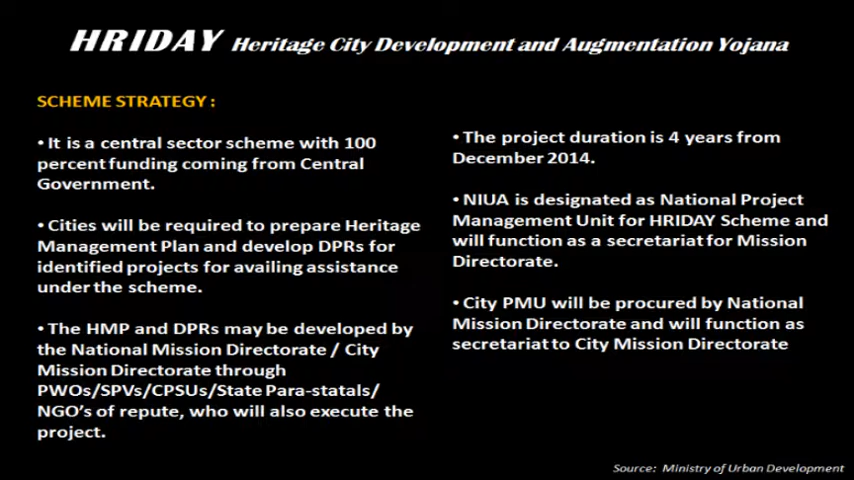 HRIDAY Heritage City Development and Augmentation Yojana
SCHEME STRATEGY :
• It is a central sector scheme with 100
percent funding coming from Central
Government.
• Cities will be required to prepare Heritage
Management Plan and develop DPRs for
identified projects for availing assistance
under the scheme.
• The HMP and DPRs may be developed by
the National Mission Directorate / City
Mission Directorate through
PWOs/SPVs/CPSUs/State Para-statals/
NGO's of repute, who will also execute the
project.
• The project duration is 4 years from
December 2014.
• NIUA is designated as National Project
Management Unit for HRIDAY Scheme and
will function as a secretariat for Mission
Directorate.
• City PMU will be procured by National
Mission Directorate and will function as
secretariat to City Mission Directorate
Source: Ministry of Urban Development